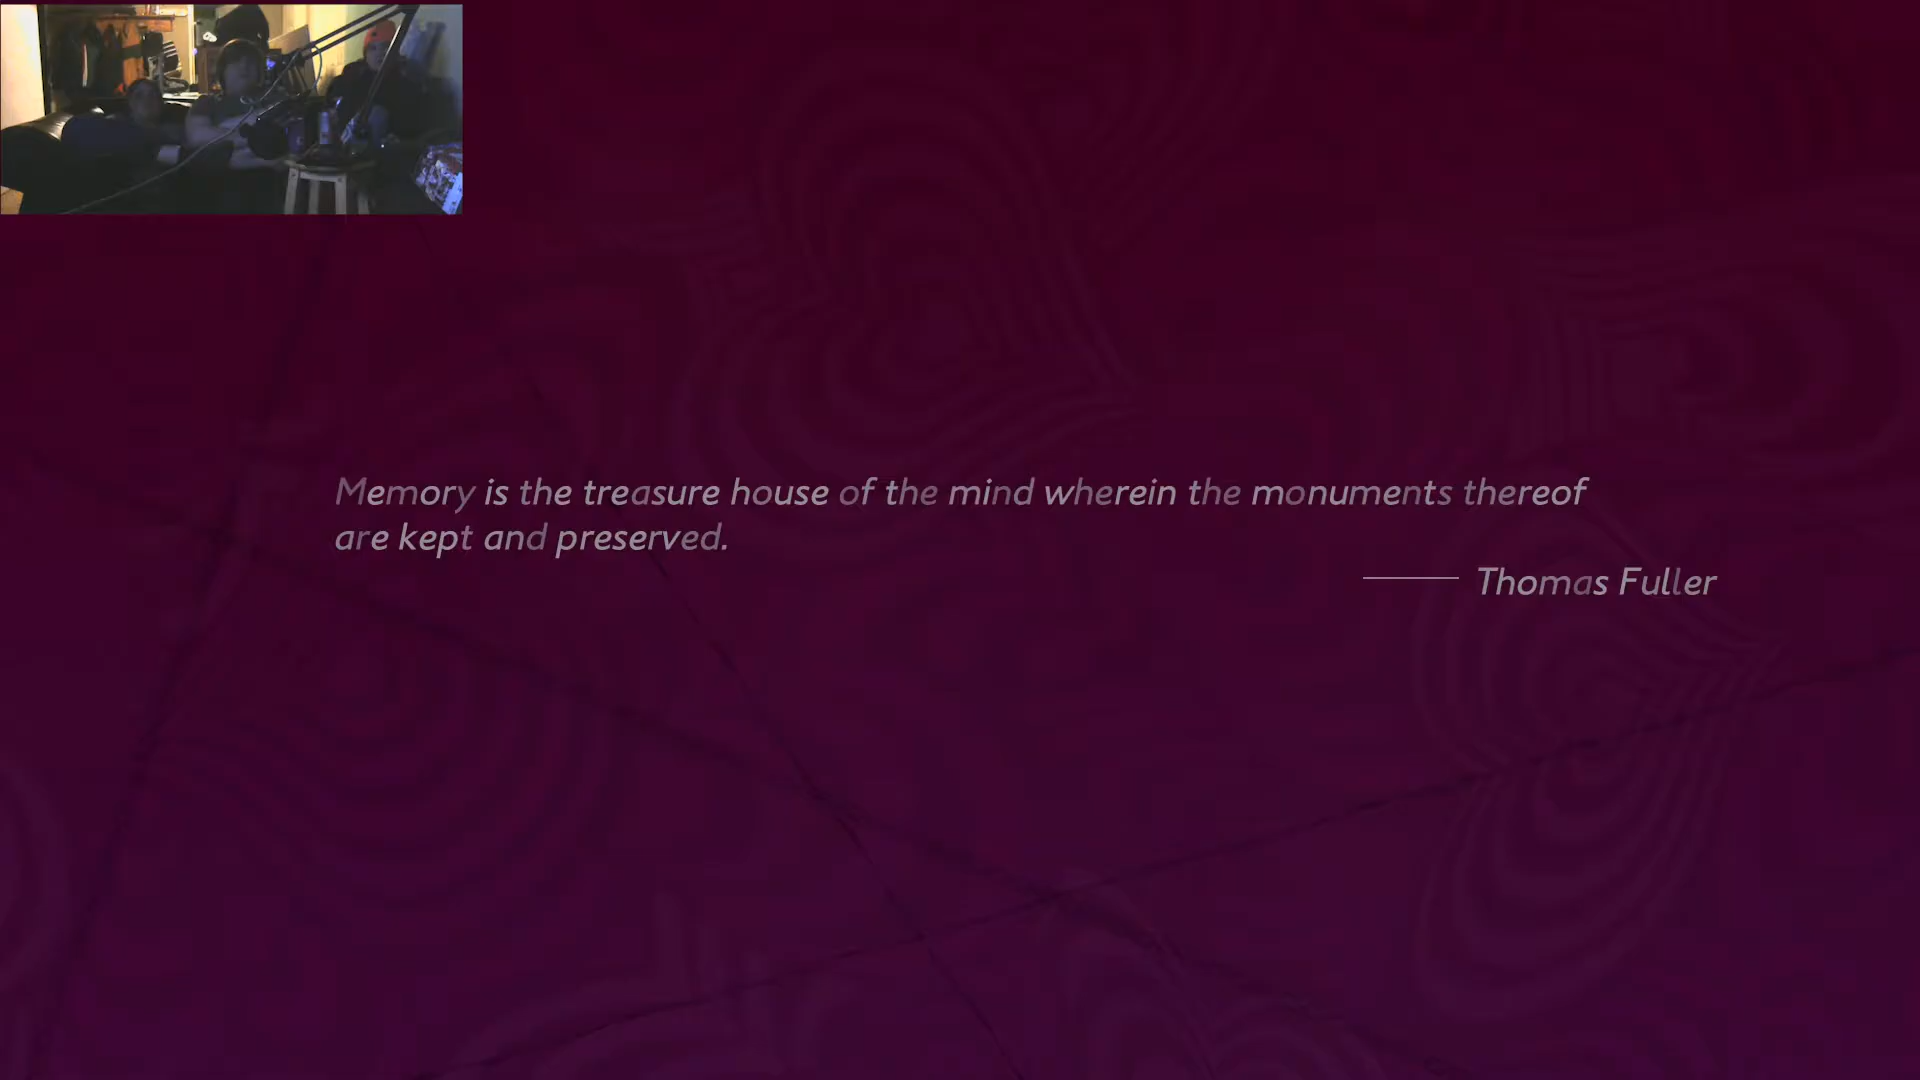 Memory is the treasure house of the mind wherein the monuments thereof
are kept and preserved.
Thomas Fuller